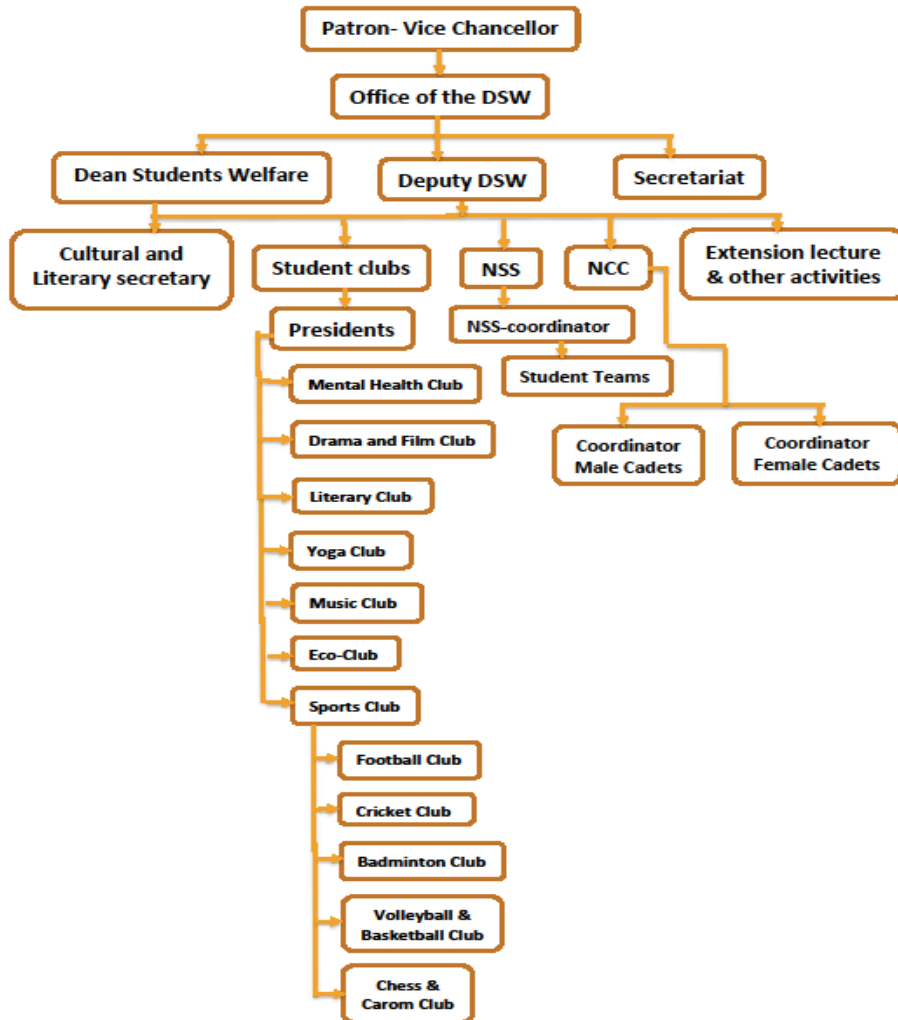 Patron- Vice Chancellor
Office of the DSW
Dean Students Welfare
Deputy DSW
Secretariat
Cultural and
Literary secretary
Student clubs
NSS
NCC
Extension lecture
& other activities
Presidents
NSS-coordinator
Student Teams
Mental Health Club
Coordinator
Male Cadets
Coordinator
Female Cadets
Drama and Film Club
Literary Club
Yoga Club
Music Club
Eco-Club
Sports Club
Football Club
Cricket Club
Badminton Club
Volleyball &
Basketball Club
Chess &
Carom Club